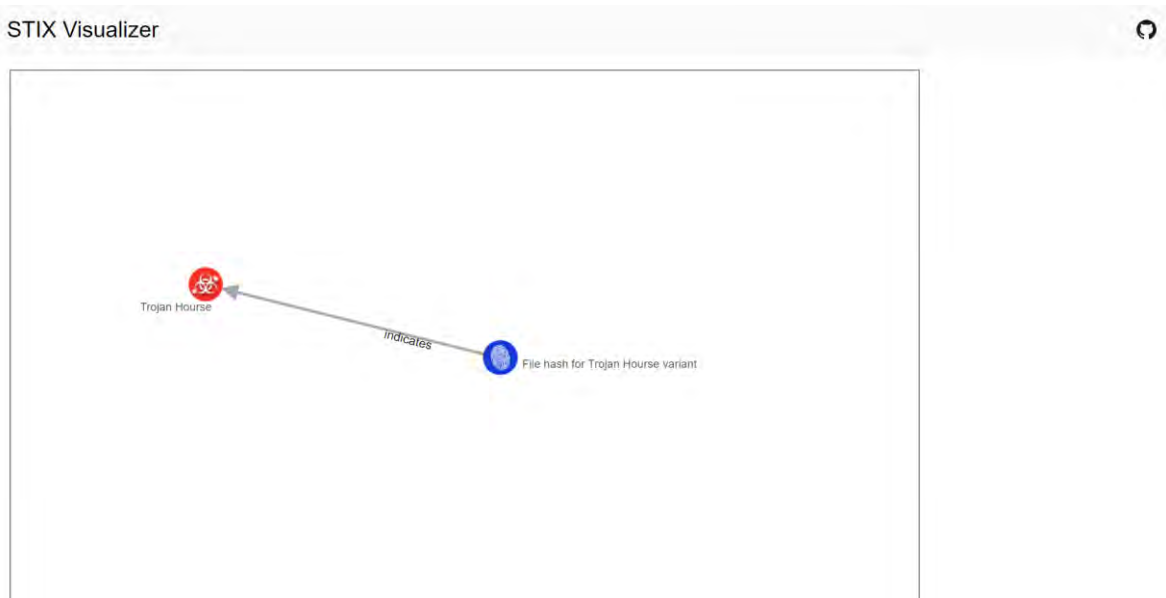 STIX Visualizer
Trojan Hourse
indicates
File hash for Trojan Hourse variant